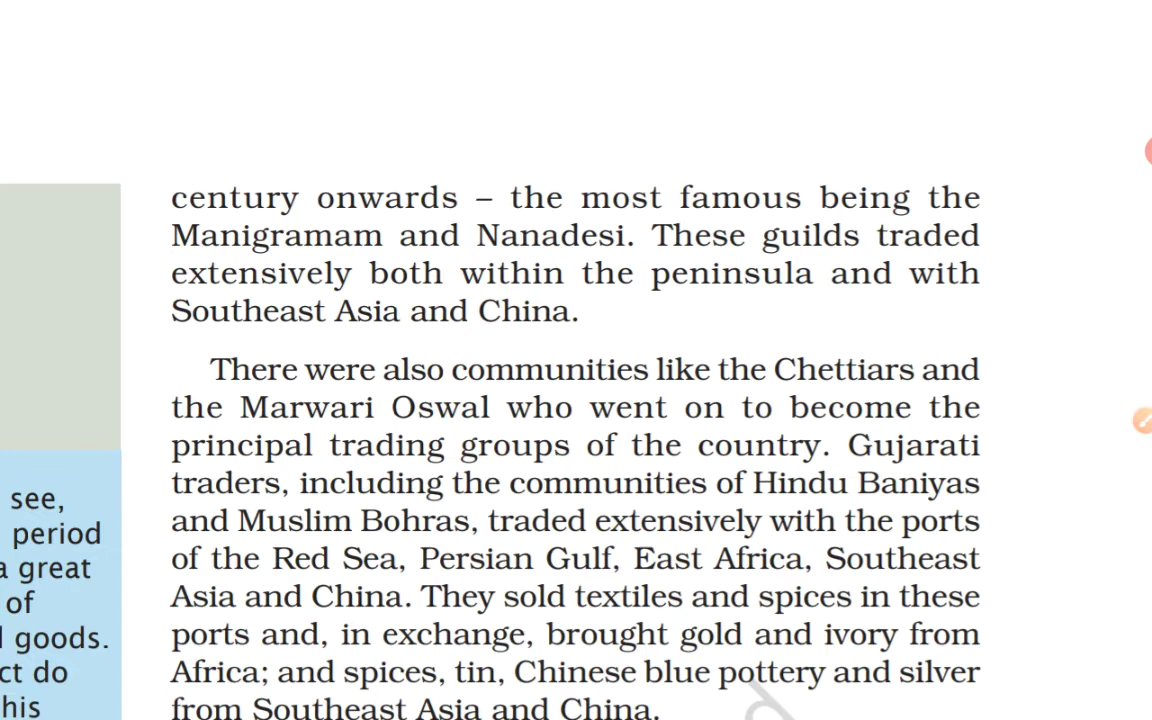 century onwards – the most famous being the
Manigramam and Nanadesi. These guilds traded
extensively both within the peninsula and with
Southeast Asia and China.
There were also communities like the Chettiars and
the Marwari Oswal who went on to become the
principal trading groups of the country. Gujarati
traders, including the communities of Hindu Baniyas
and Muslim Bohras, traded extensively with the ports
of the Red Sea, Persian Gulf, East Africa, Southeast
Asia and China. They sold textiles and spices in these
ports and, in exchange, brought gold and ivory from
Africa; and spices, tin, Chinese blue pottery and silver
from Southeast Asia and China.
see,
period
a great
of
goods.
ct do
his